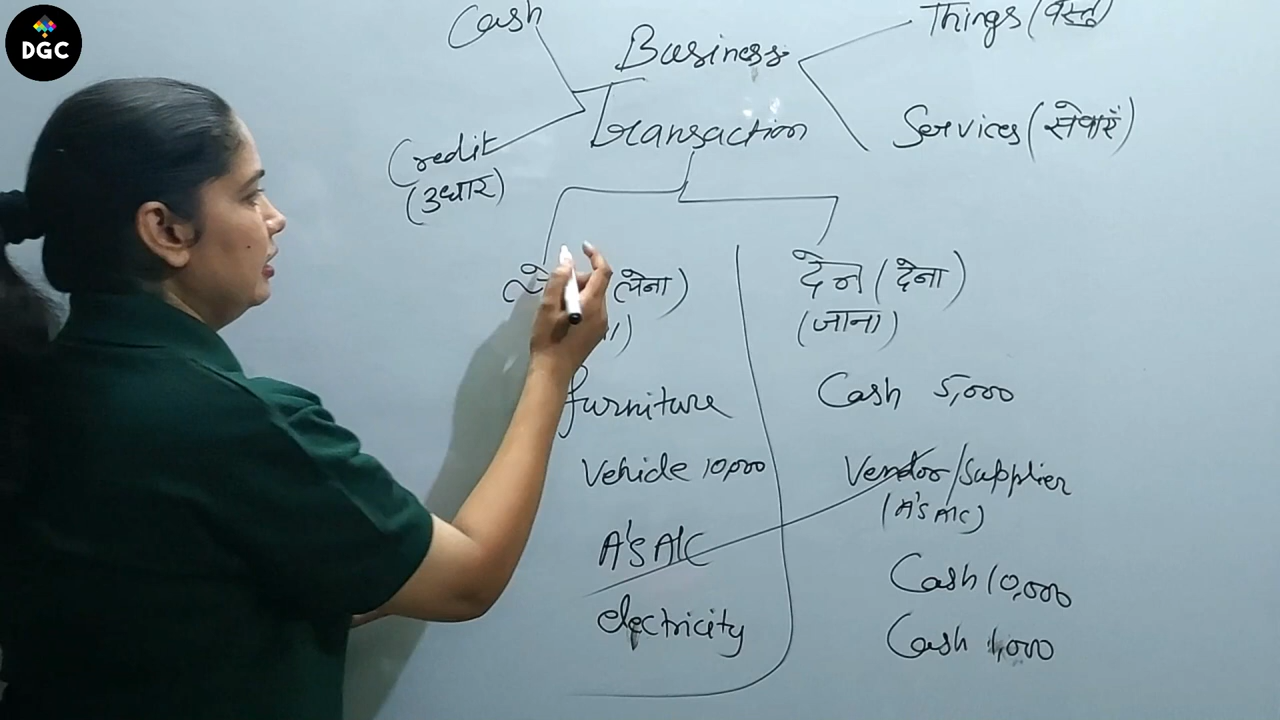 DGC
Cash
Things (वस्तु)
Business
Transaction
Credit
(उधार)
Services (सेवाएँ)
(लेना)
देन (देना)
(जाना)
furniture
Cash 5,000
Vehicle 10,000
Vendor/Supplier
(A's A/C)
A's A/C
Cash 10,000
electricity
Cash 1,000